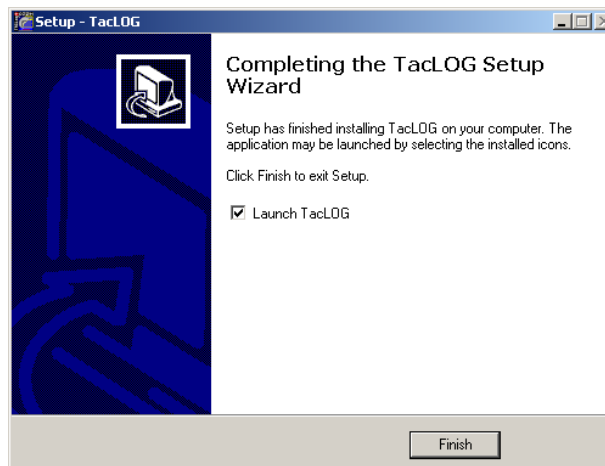 Setup - TacLOG
Completing the TacLOG Setup
Wizard
Setup has finished installing TacLOG on your computer. The
application may be launched by selecting the installed icons.
Click Finish to exit Setup.
Launch TacLOG
Finish